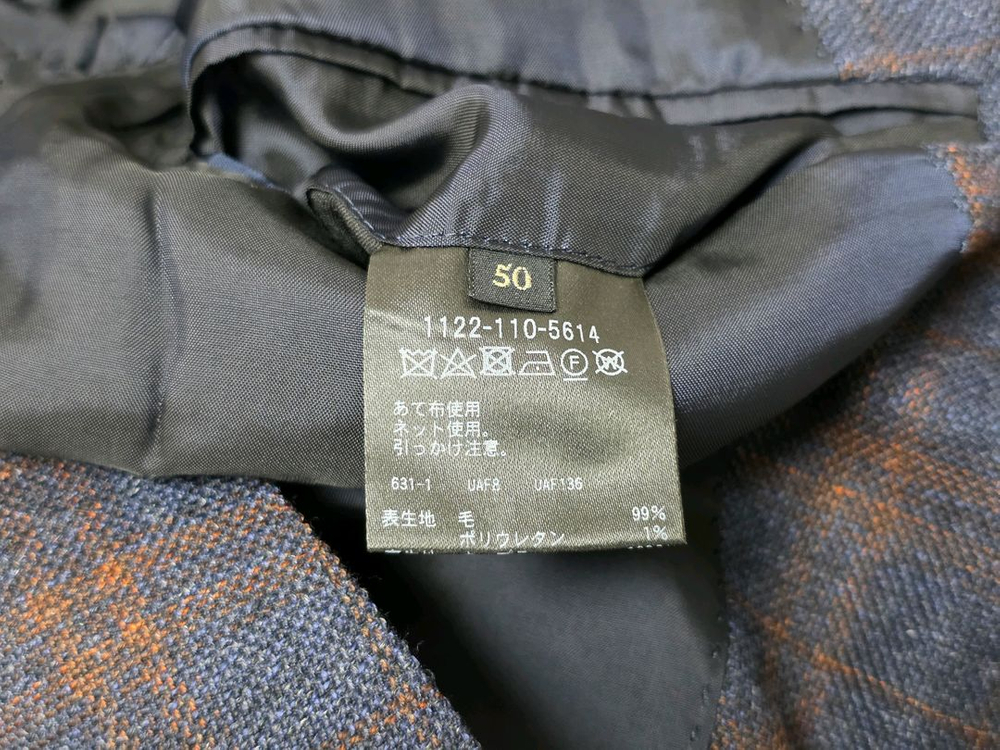 50
1122-110-5614
F W
あて布使用
ネット使用。
引っかけ注意。
631-1 UAF8 UAF136
表生地 毛 99%
ポリウレタン 1%